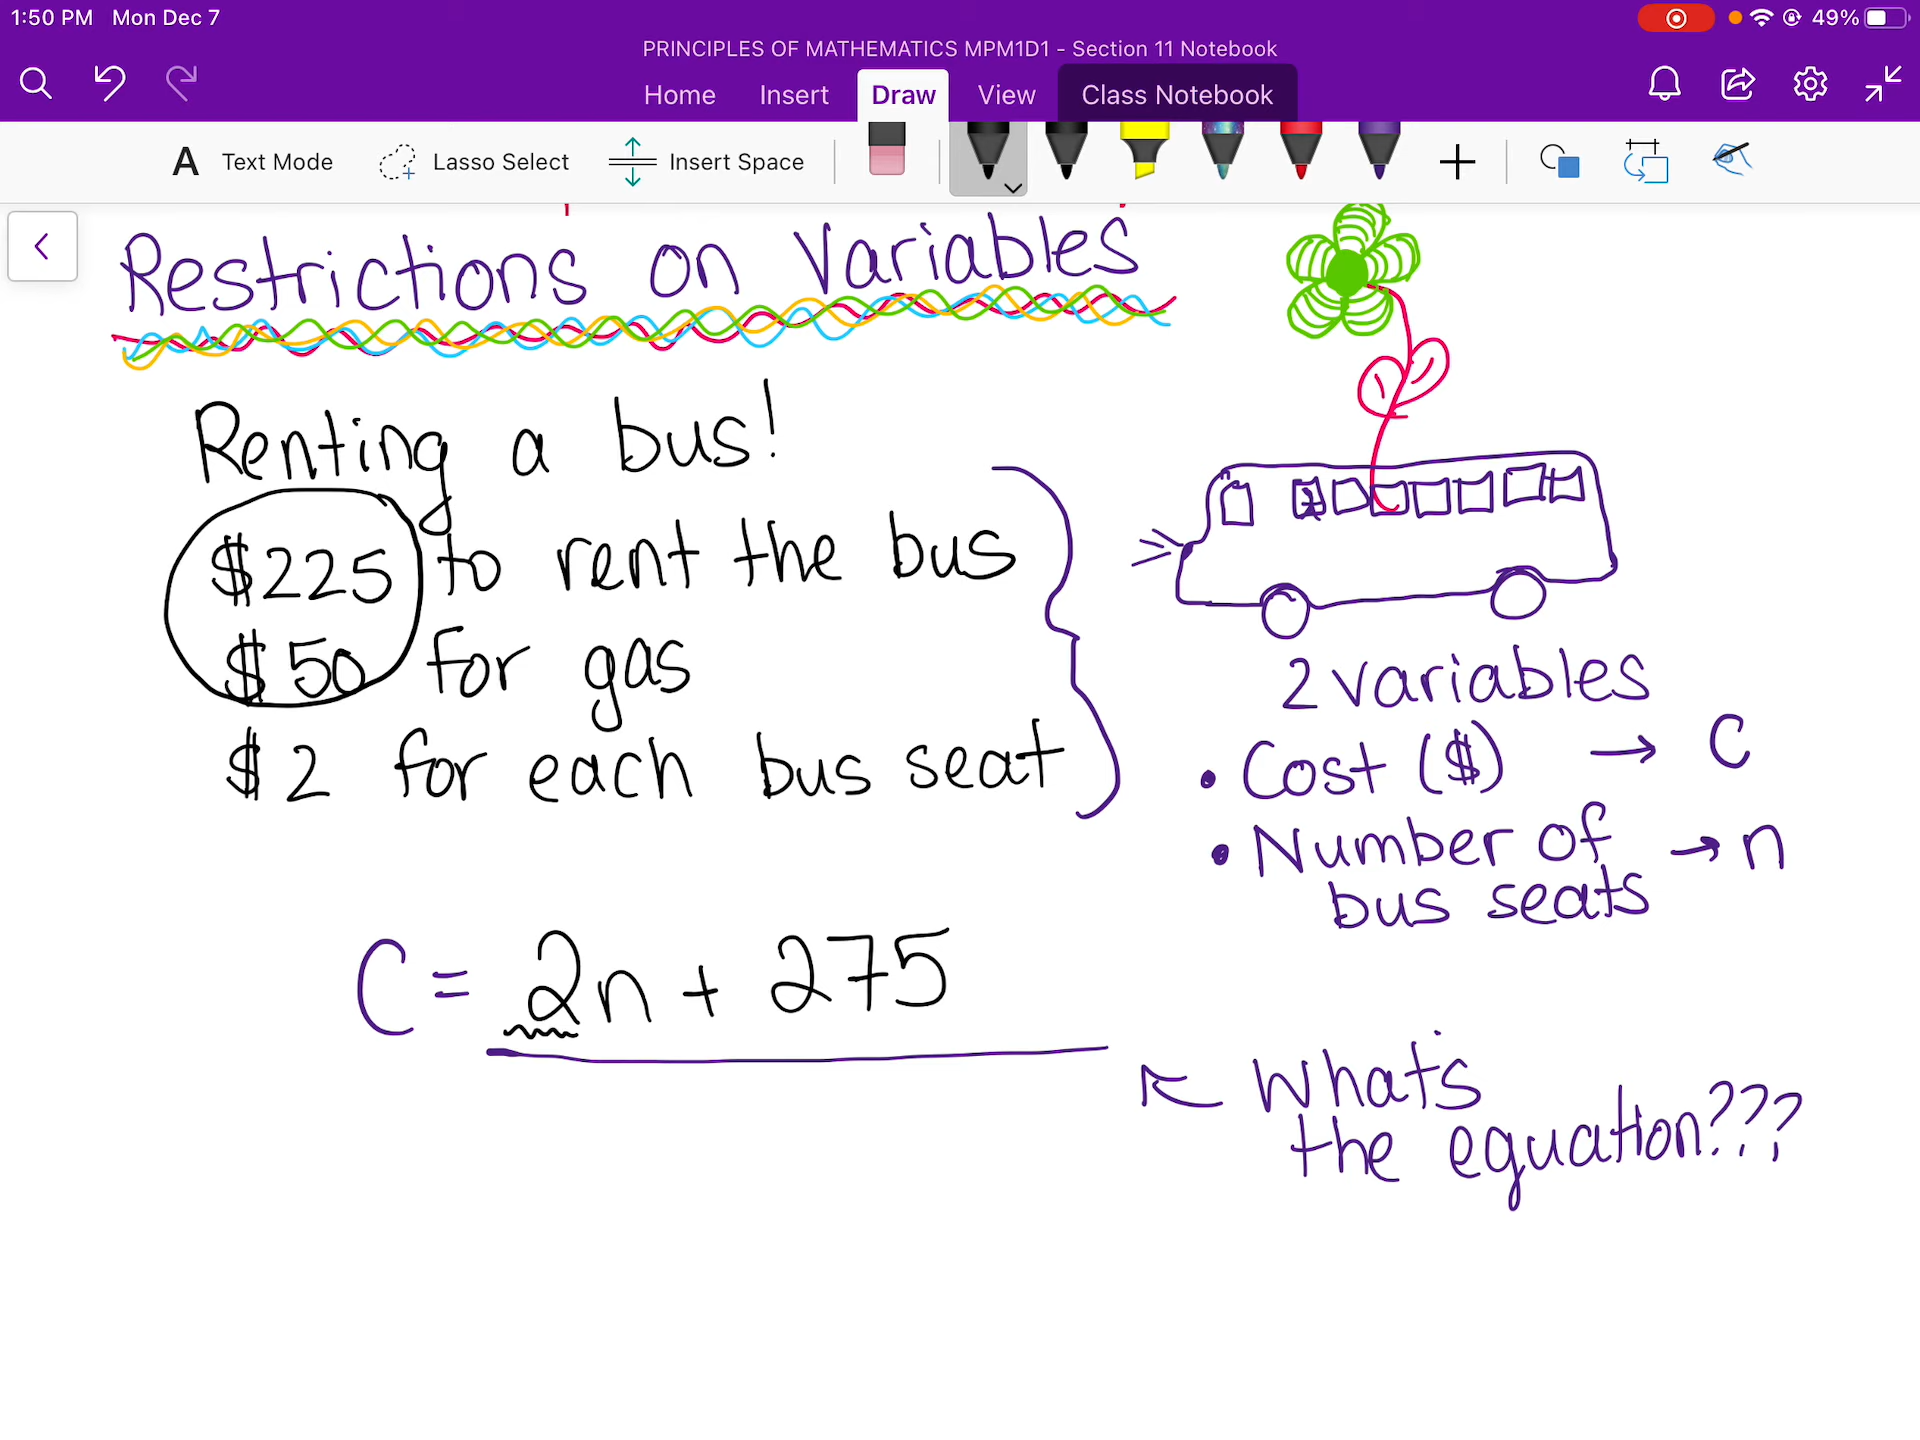 1:50 PM Mon Dec 7
49%
PRINCIPLES OF MATHEMATICS MPM1D1 - Section 11 Notebook
Home Insert Draw View Class Notebook
A Text Mode Lasso Select Insert Space
Restrictions on Variables
Renting a bus!
$225 to rent the bus
$50 for gas
$2 for each bus seat
2 variables
• Cost ($) → C
• Number of → n
bus seats
C = 2n + 275
What's
the equation???